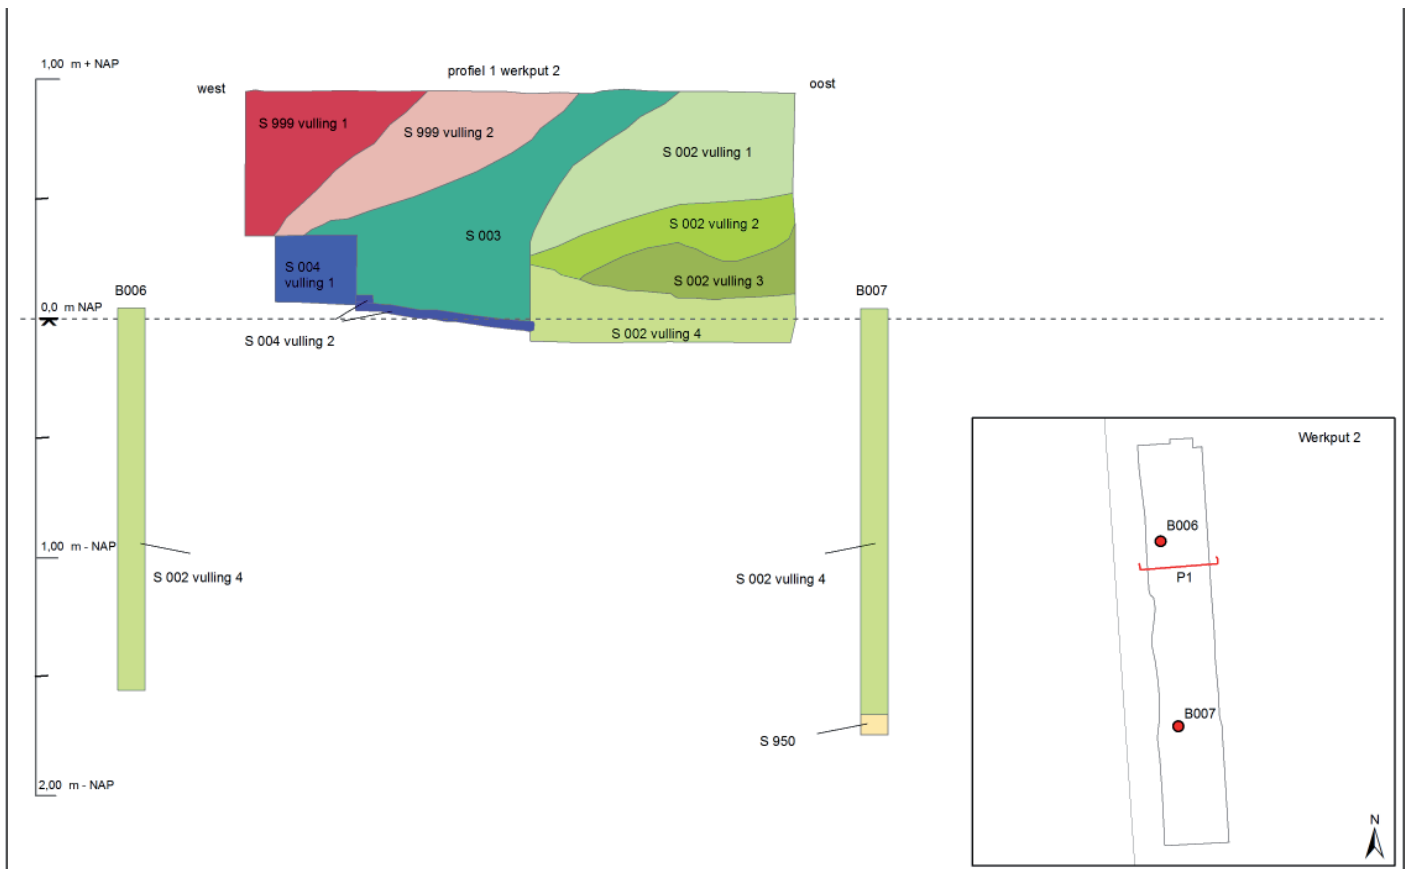 1,00 m + NAP
profiel 1 werkput 2
west
oost
S 999 vulling 1
S 999 vulling 2
S 002 vulling 1
S 002 vulling 2
S 003
S 004
vulling 1
S 002 vulling 3
B006
B007
0,0 m NAP
S 004 vulling 2
S 002 vulling 4
Werkput 2
B006
P1
B007
N
1,00 m - NAP
S 002 vulling 4
S 002 vulling 4
S 950
2,00 m - NAP